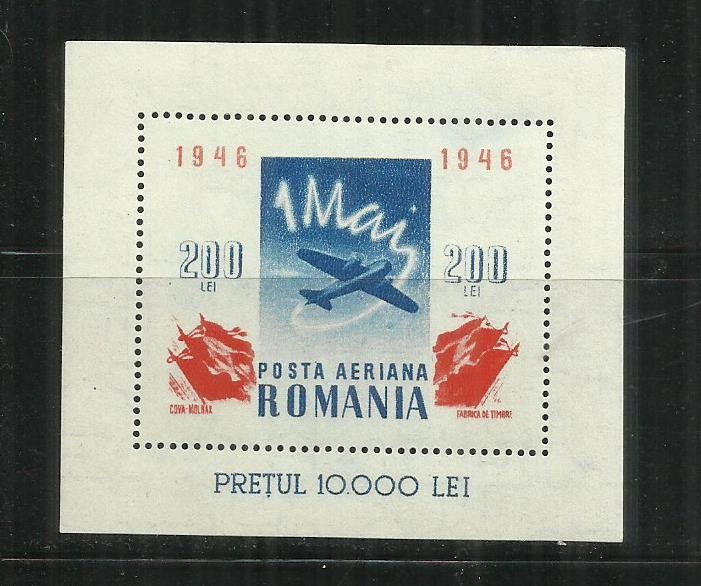 1946 1946
1 Mai
200 200
LEI LEI
POSTA AERIANA
ROMANIA
COVA-MOLNAR FABRICA DE TIMBRE
PREȚUL 10.000 LEI